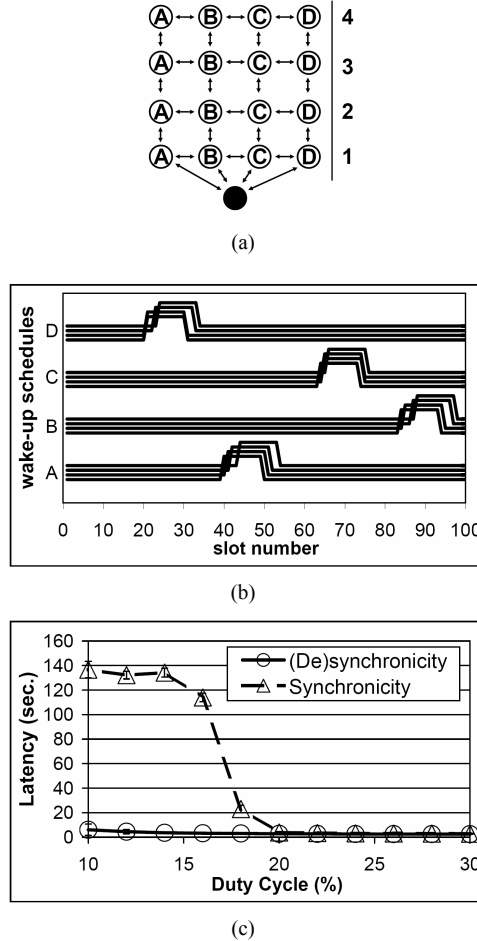 A B C D 4
A B C D 3
A B C D 2
A B C D 1
(a)
wake-up schedules
D
C
B
A
0 10 20 30 40 50 60 70 80 90 100
slot number
(b)
Latency (sec.)
160
140
120
100
80
60
40
20
0
(De)synchronicity
Synchronicity
10 15 20 25 30
Duty Cycle (%)
(c)